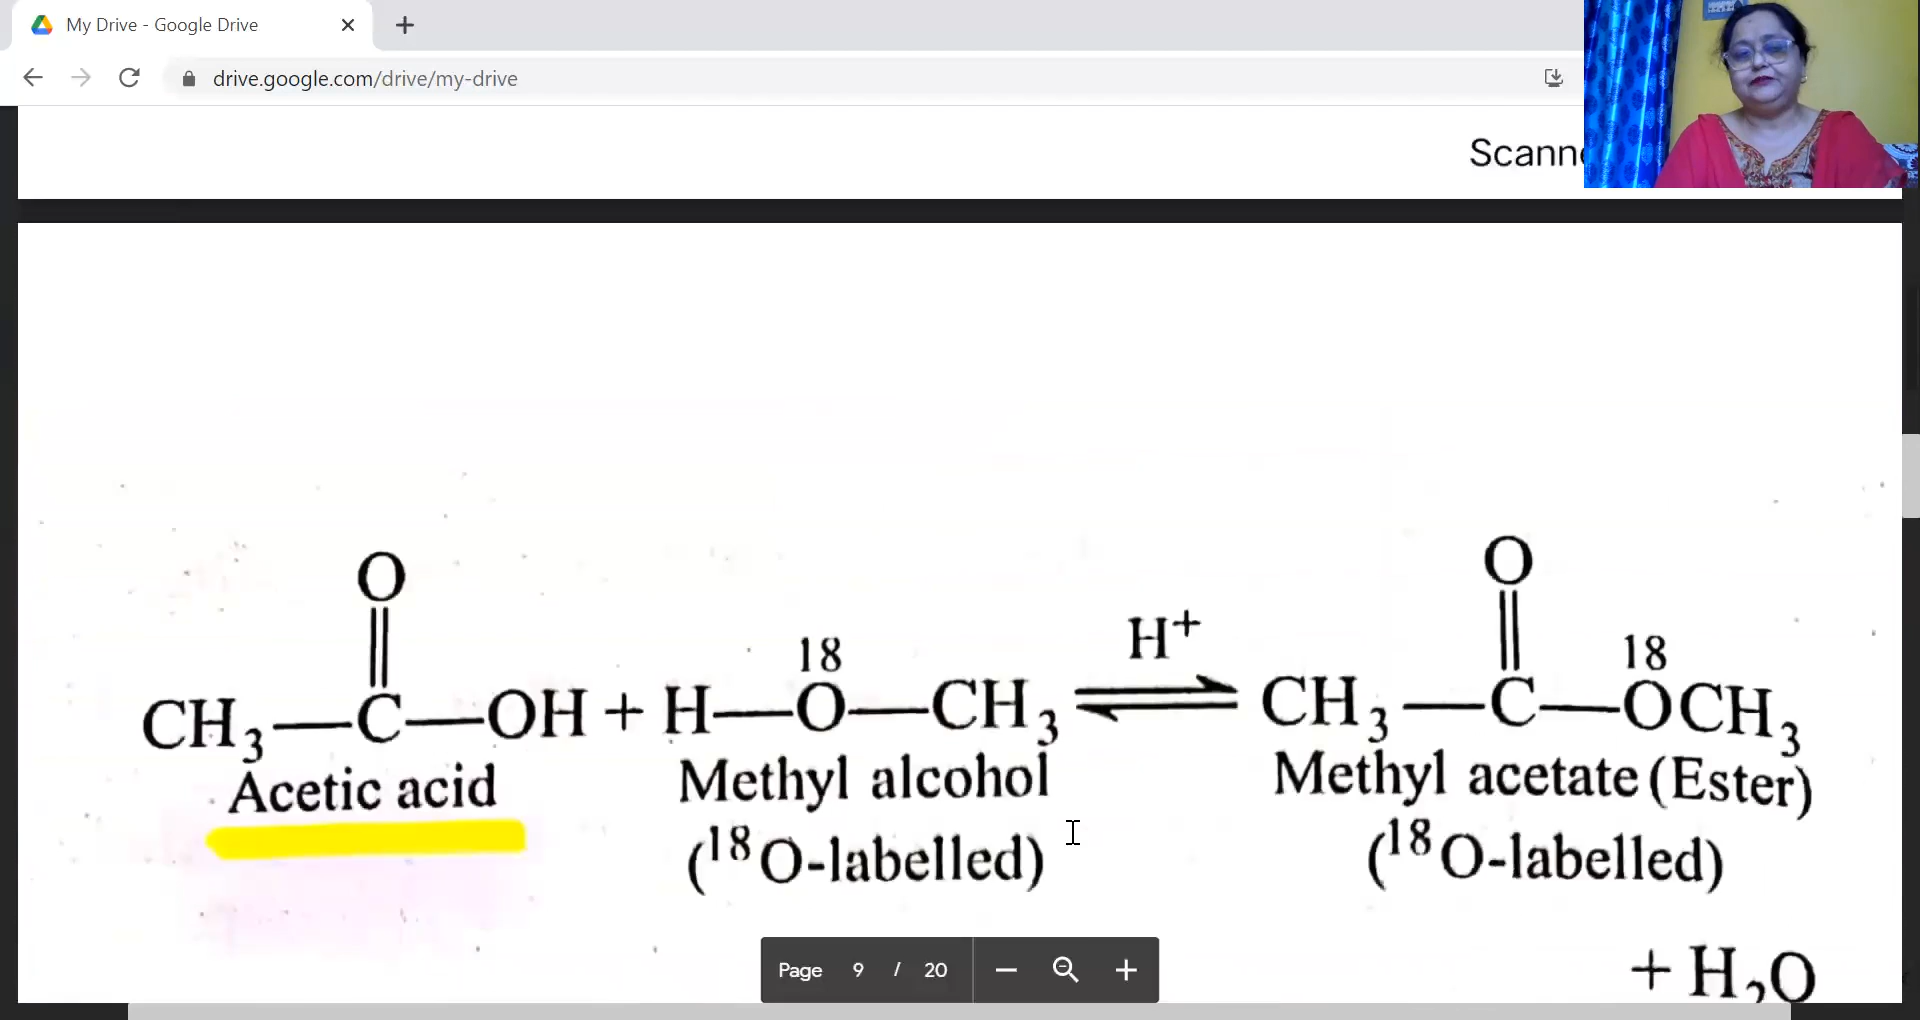 My Drive - Google Drive
drive.google.com/drive/my-drive
Scann
O
18
H+
O
18
CH3—C—OH + H—O—CH3 ⇌ CH3—C—OCH3
Acetic acid
Methyl alcohol
Methyl acetate (Ester)
(18O-labelled)
(18O-labelled)
+ H2O
Page 9 / 20